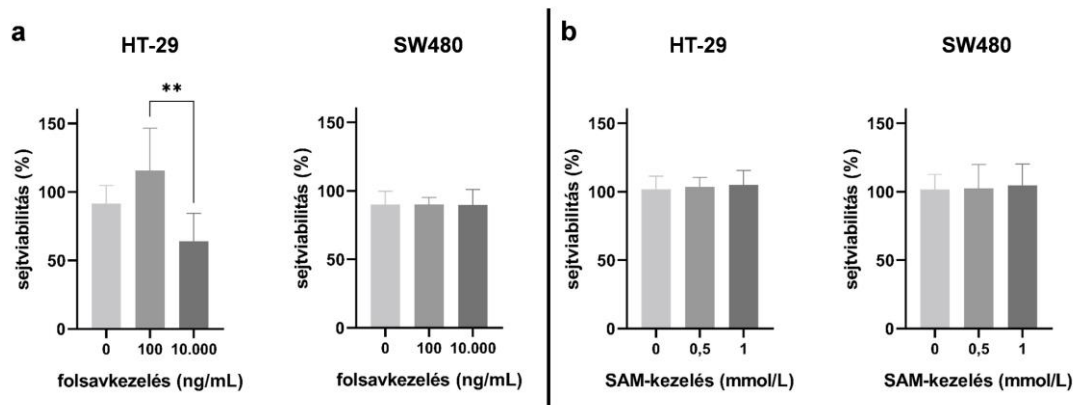 a
HT-29
**
150
100
50
0
sejtviabilitás (%)
0 100 10.000
folsavkezelés (ng/mL)
SW480
150
100
50
0
sejtviabilitás (%)
0 100 10.000
folsavkezelés (ng/mL)
b
HT-29
150
100
50
0
sejtviabilitás (%)
0 0,5 1
SAM-kezelés (mmol/L)
SW480
150
100
50
0
sejtviabilitás (%)
0 0,5 1
SAM-kezelés (mmol/L)